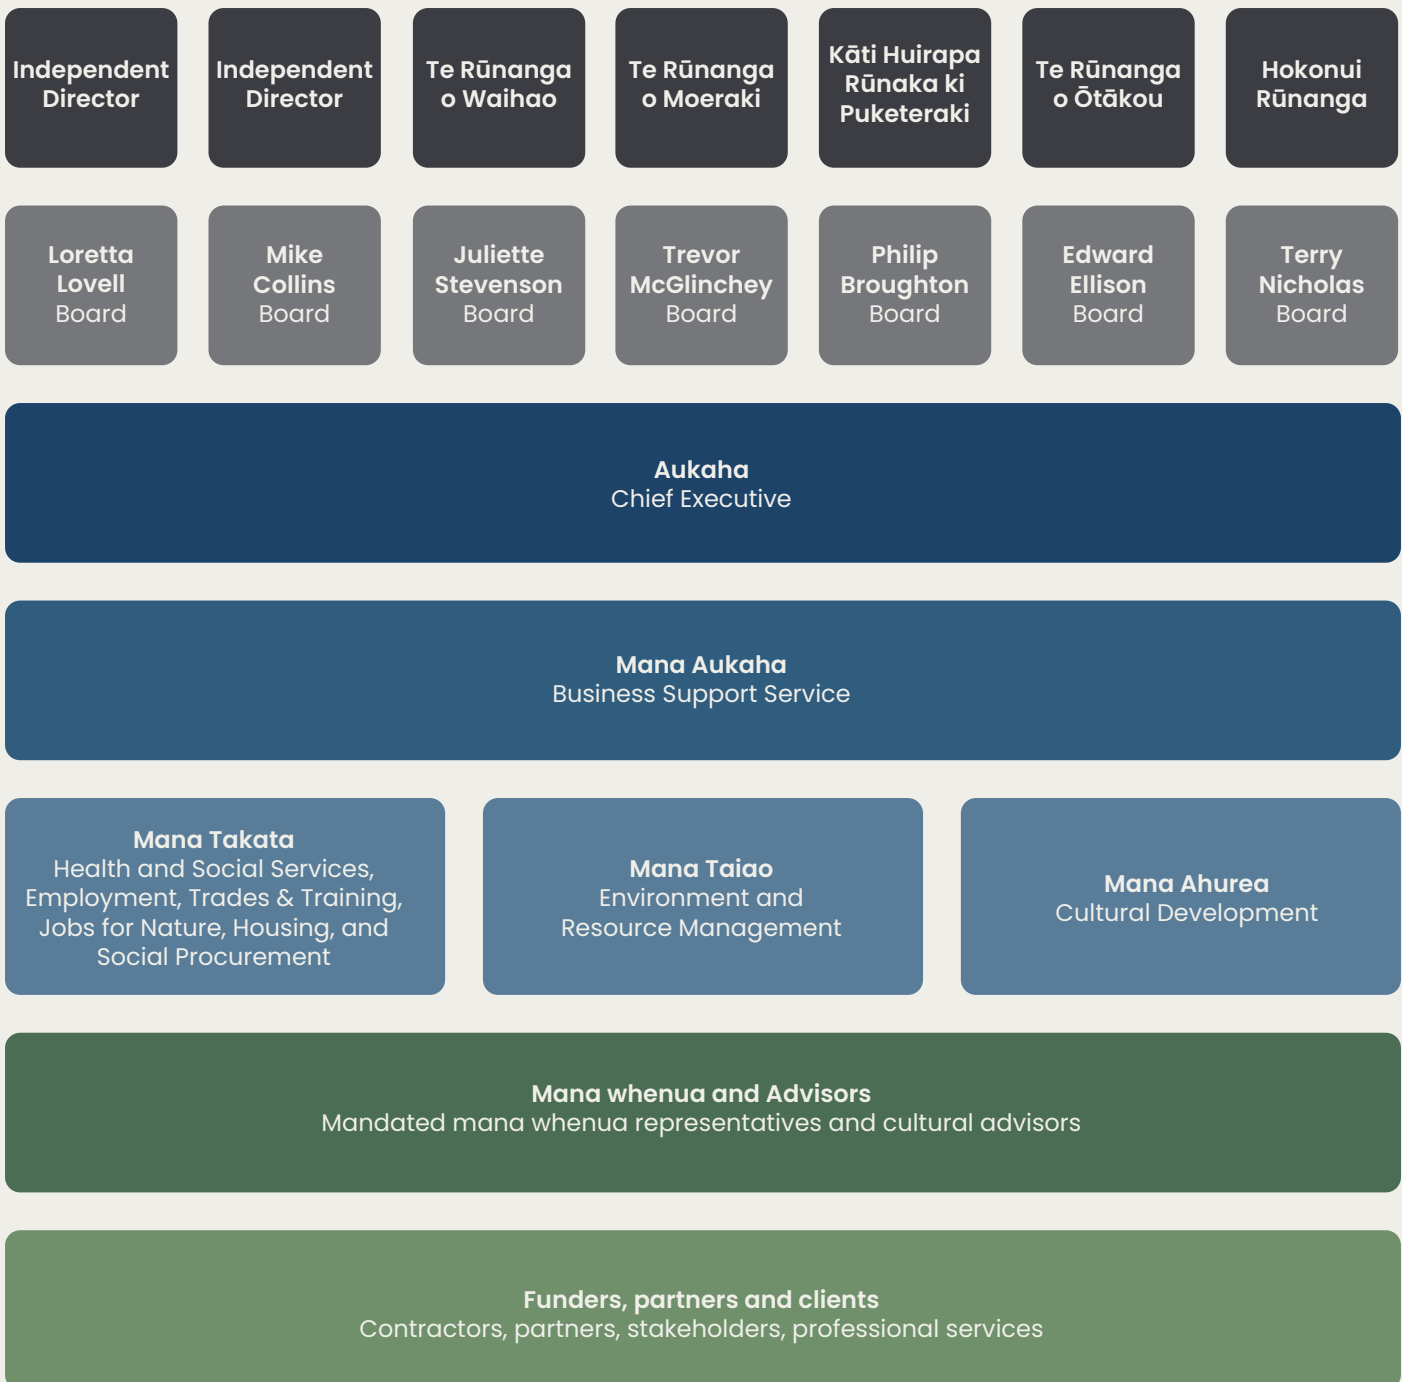 Independent
Director
Independent
Director
Te Rūnanga
o Waihao
Te Rūnanga
o Moeraki
Kāti Huirapa
Rūnaka ki
Puketeraki
Te Rūnanga
o Ōtākou
Hokonui
Rūnanga
Loretta
Lovell
Board
Mike
Collins
Board
Juliette
Stevenson
Board
Trevor
McGlinchey
Board
Philip
Broughton
Board
Edward
Ellison
Board
Terry
Nicholas
Board
Aukaha
Chief Executive
Mana Aukaha
Business Support Service
Mana Takata
Health and Social Services,
Employment, Trades & Training,
Jobs for Nature, Housing, and
Social Procurement
Mana Taiao
Environment and
Resource Management
Mana Ahurea
Cultural Development
Mana whenua and Advisors
Mandated mana whenua representatives and cultural advisors
Funders, partners and clients
Contractors, partners, stakeholders, professional services